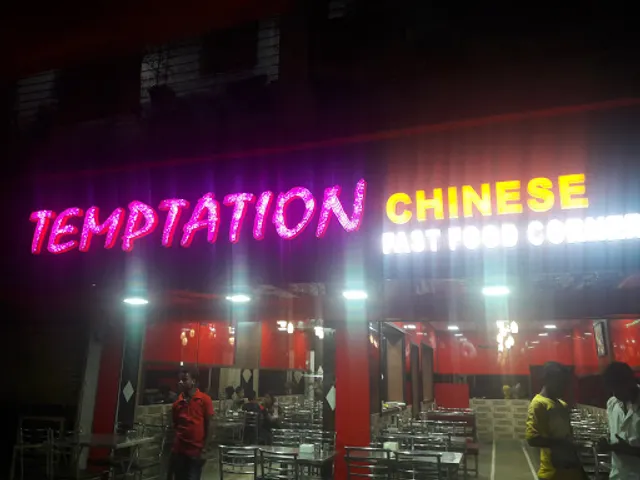 TEMPTATION CHINESE
FAST FOOD CORNER